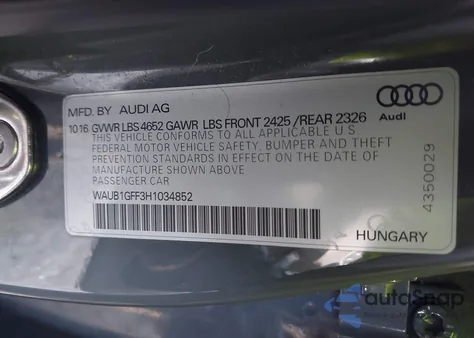 MFD. BY AUDI AG
10-16 GVWR LBS 4652 GAWR LBS FRONT 2425 / REAR 2326
THIS VEHICLE CONFORMS TO ALL APPLICABLE U.S.
FEDERAL MOTOR VEHICLE SAFETY, BUMPER AND THEFT
PREVENTION STANDARDS IN EFFECT ON THE DATE
OF MANUFACTURE SHOWN ABOVE
PASSENGER CAR
WAUB1GFF3H1034852
HUNGARY
Audi
4350029
autoSnap